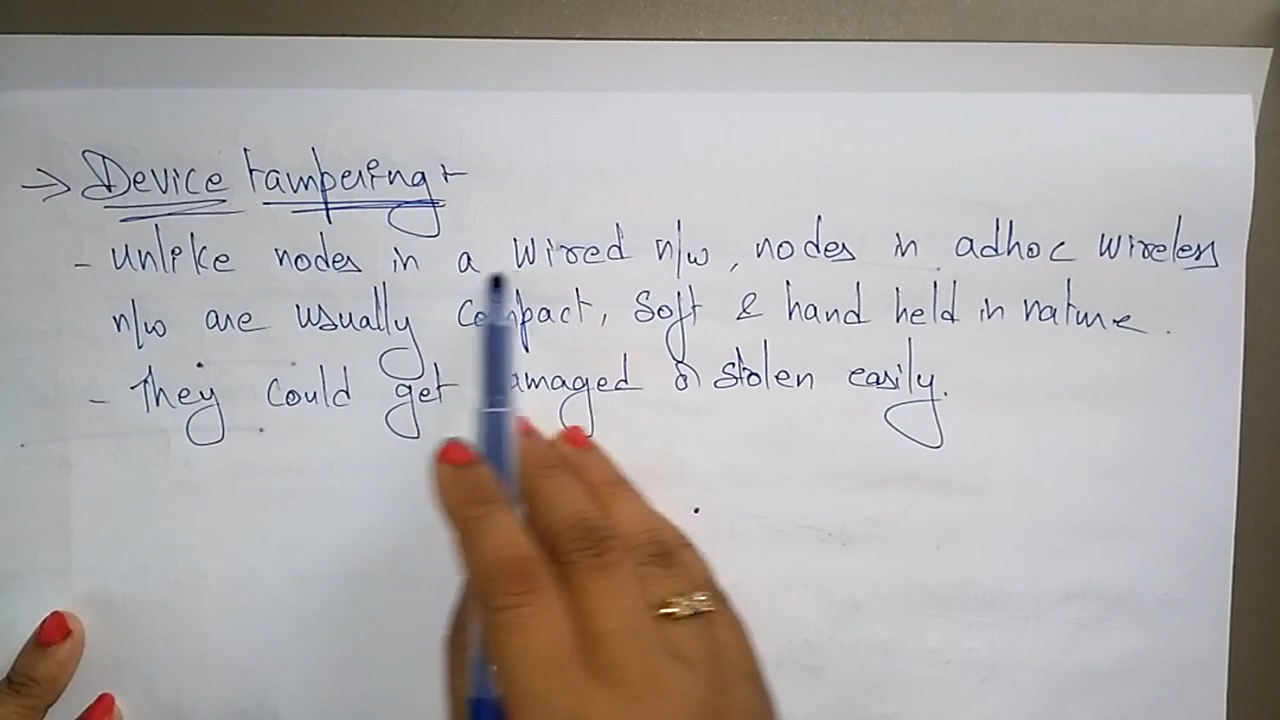 → Device tampering:-
- unlike nodes in a wired n/w, nodes in adhoc wireless
n/w are usually compact, soft & hand held in nature.
- They could get damaged or stolen easily.